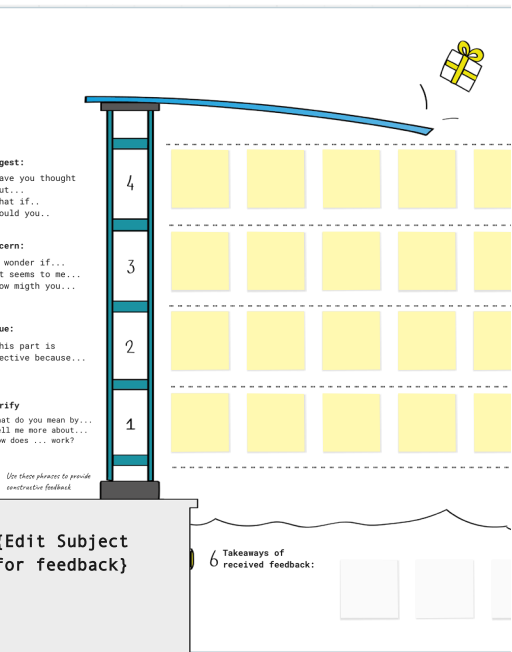 gest:
ave you thought
ut...
hat if..
ould you..
4
cern:
wonder if...
t seems to me...
ow migth you...
3
ue:
his part is
ective because...
2
rify
hat do you mean by...
ell me more about...
ow does ... work?
1
Use these phrases to provide
constructive feedback
{Edit Subject
for feedback}
6 Takeaways of
received feedback: